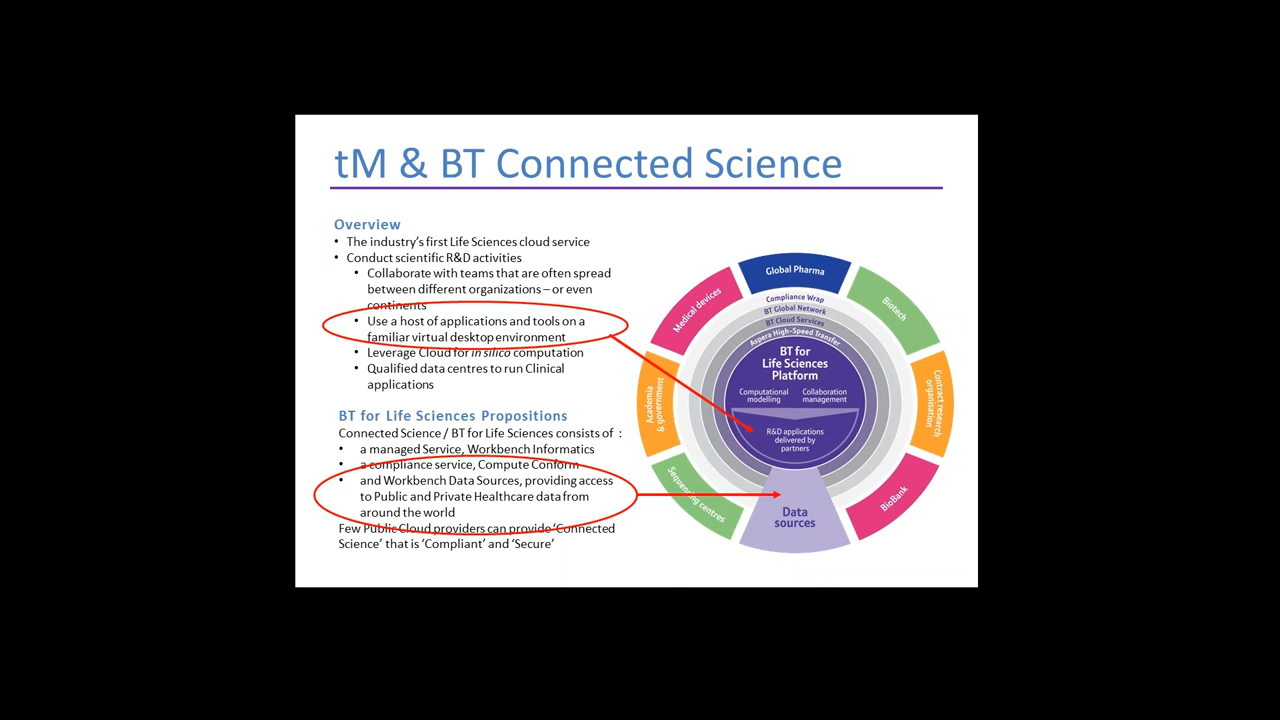 tM & BT Connected Science
Overview
• The industry's first Life Sciences cloud service
• Conduct scientific R&D activities
• Collaborate with teams that are often spread
between different organizations – or even
continents
• Use a host of applications and tools on a
familiar virtual desktop environment
• Leverage Cloud for in silico computation
• Qualified data centres to run Clinical
applications
BT for Life Sciences Propositions
Connected Science / BT for Life Sciences consists of :
• a managed Service, Workbench Informatics
• a compliance service, Compute Conform
• and Workbench Data Sources, providing access
to Public and Private Healthcare data from
around the world
Few Public Cloud providers can provide 'Connected
Science' that is 'Compliant' and 'Secure'
Global Pharma
Biotech
Contract research
organisation
BioBank
Data
sources
Sequencing centres
Academia
& government
Medical devices
Compliance Wrap
BT Global Network
BT Cloud Services
Aspera High-Speed Transfer
BT for
Life Sciences
Platform
Computational
modelling
Collaboration
management
R&D applications
delivered by
partners